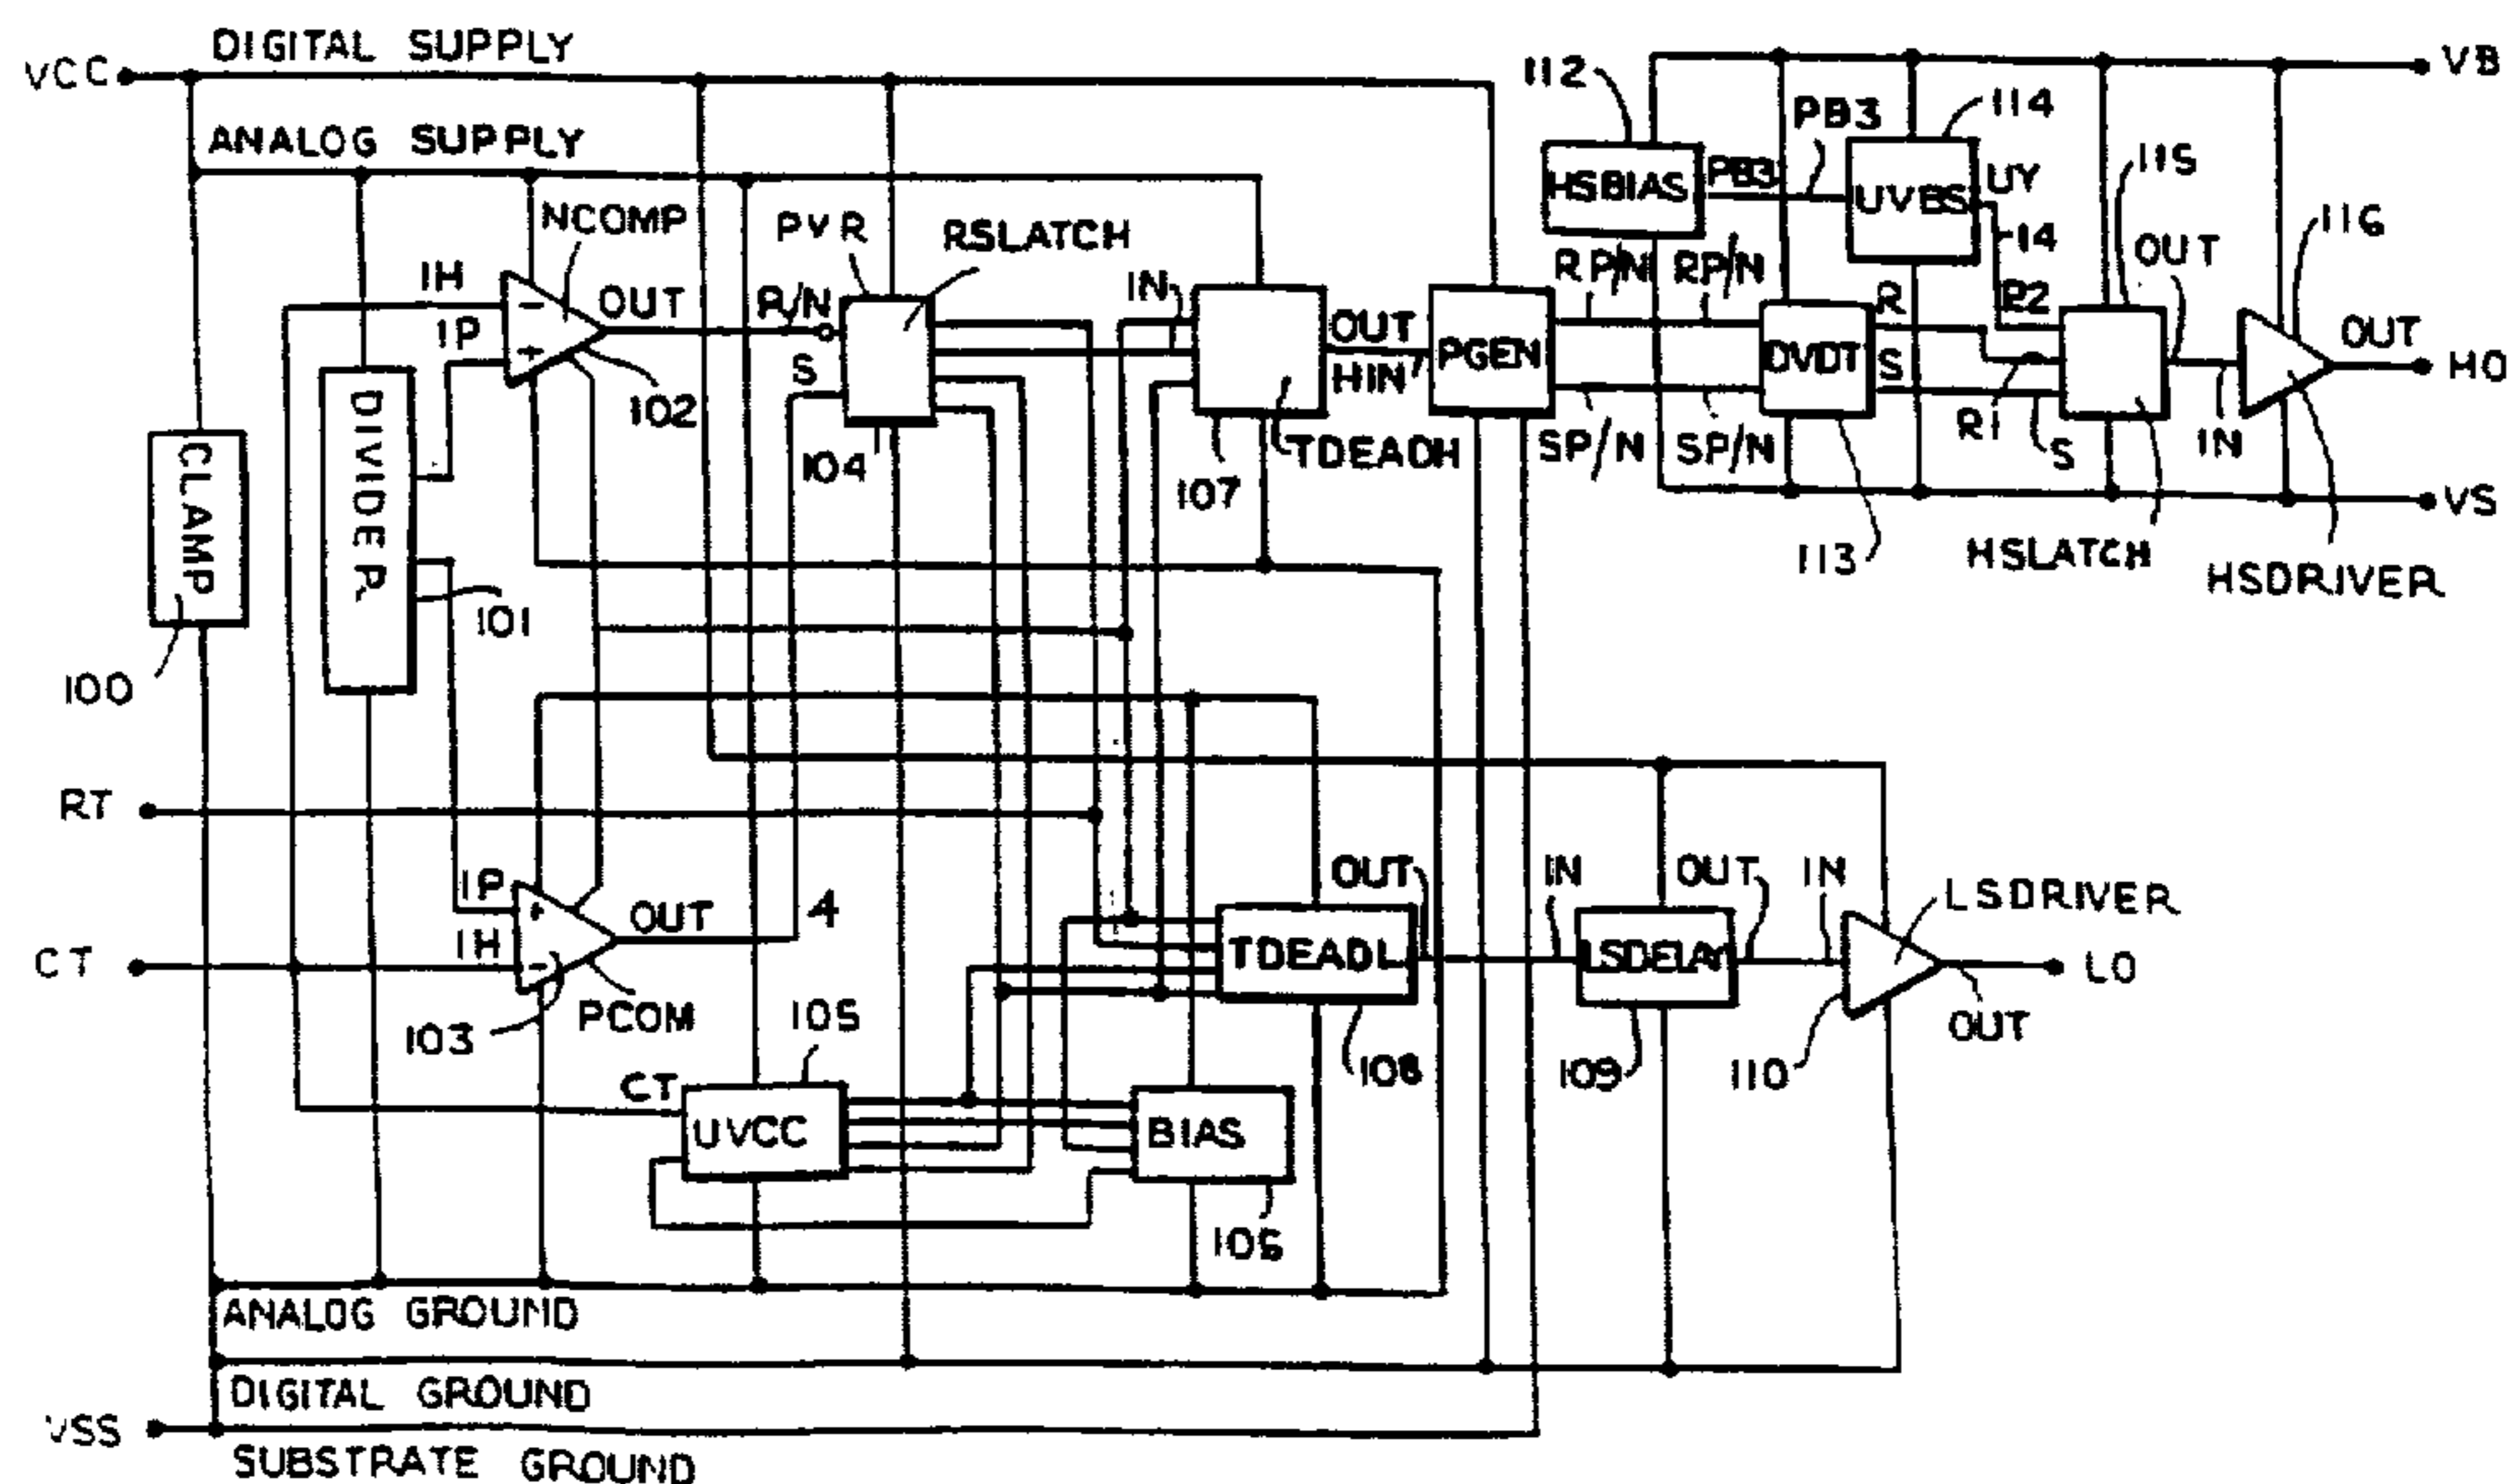 VCC
DIGITAL SUPPLY
ANALOG SUPPLY
NCOMP
PVR
RSLATCH
IH
IP
OUT
R/N
S
102
104
IN
107
TDEADH
OUT
HIN
PGEN
RP/N
RP/N
SP/N
SP/N
112
HSBIAS
PB3
PB3
114
UVBS
UY
14
115
OUT
116
VB
R2
R
S
DVDT
R1
S
IN
OUT
HO
VS
113
HSLATCH
HSDRIVER
CLAMP
DIVIDER
101
100
RT
CT
IP
IH
OUT
4
PCOM
103
105
CT
UVCC
BIAS
106
TDEADL
OUT
108
IN
LSDELAY
OUT
109
IN
LSDRIVER
110
LO
OUT
ANALOG GROUND
DIGITAL GROUND
VSS
SUBSTRATE GROUND